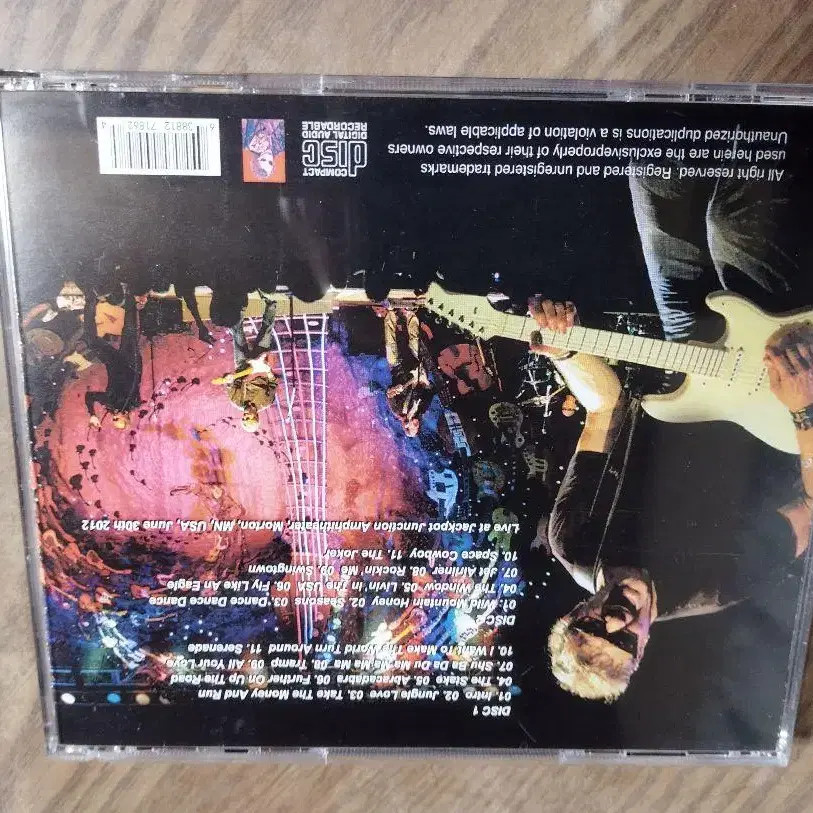 DISC 1
01. Intro 02. Jungle Love 03. Take The Money And Run
04. The Stake 05. Abracadabra 06. Further On Up The Road
07. Shu Ba Da Du Ma Ma Ma Ma 08. Tramp 09. All Your Love
10. I Want To Make The World Turn Around 11. Serenade
DISC 2
01. Wild Mountain Honey 02. Seasons 03. Dance Dance Dance
04. The Window 05. Livin' In The USA 06. Fly Like An Eagle
07. Jet Airliner 08. Rockin' Me 09. Swingtown
10. Space Cowboy 11. The Joker
Live at Jackpot Junction Amphitheater, Morton, MN, USA, June 30th 2012
All right reserved. Registered and unregistered trademarks
used herein are the exclusiveproperly of their respective owners
Unauthorized duplications is a violation of applicable laws.
COMPACT
disc
DIGITAL AUDIO
RECORDABLE
6 38812 71862 4